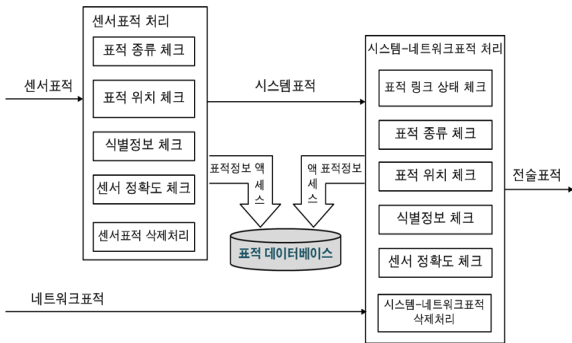 센서표적 처리
표적 종류 체크
표적 위치 체크
식별정보 체크
센서 정확도 체크
센서표적 삭제처리
센서표적
시스템표적
네트워크표적
표적정보
액세스
액세스
표적정보
표적 데이터베이스
시스템-네트워크표적 처리
표적 링크 상태 체크
표적 종류 체크
표적 위치 체크
식별정보 체크
센서 정확도 체크
시스템-네트워크표적
삭제처리
전술표적